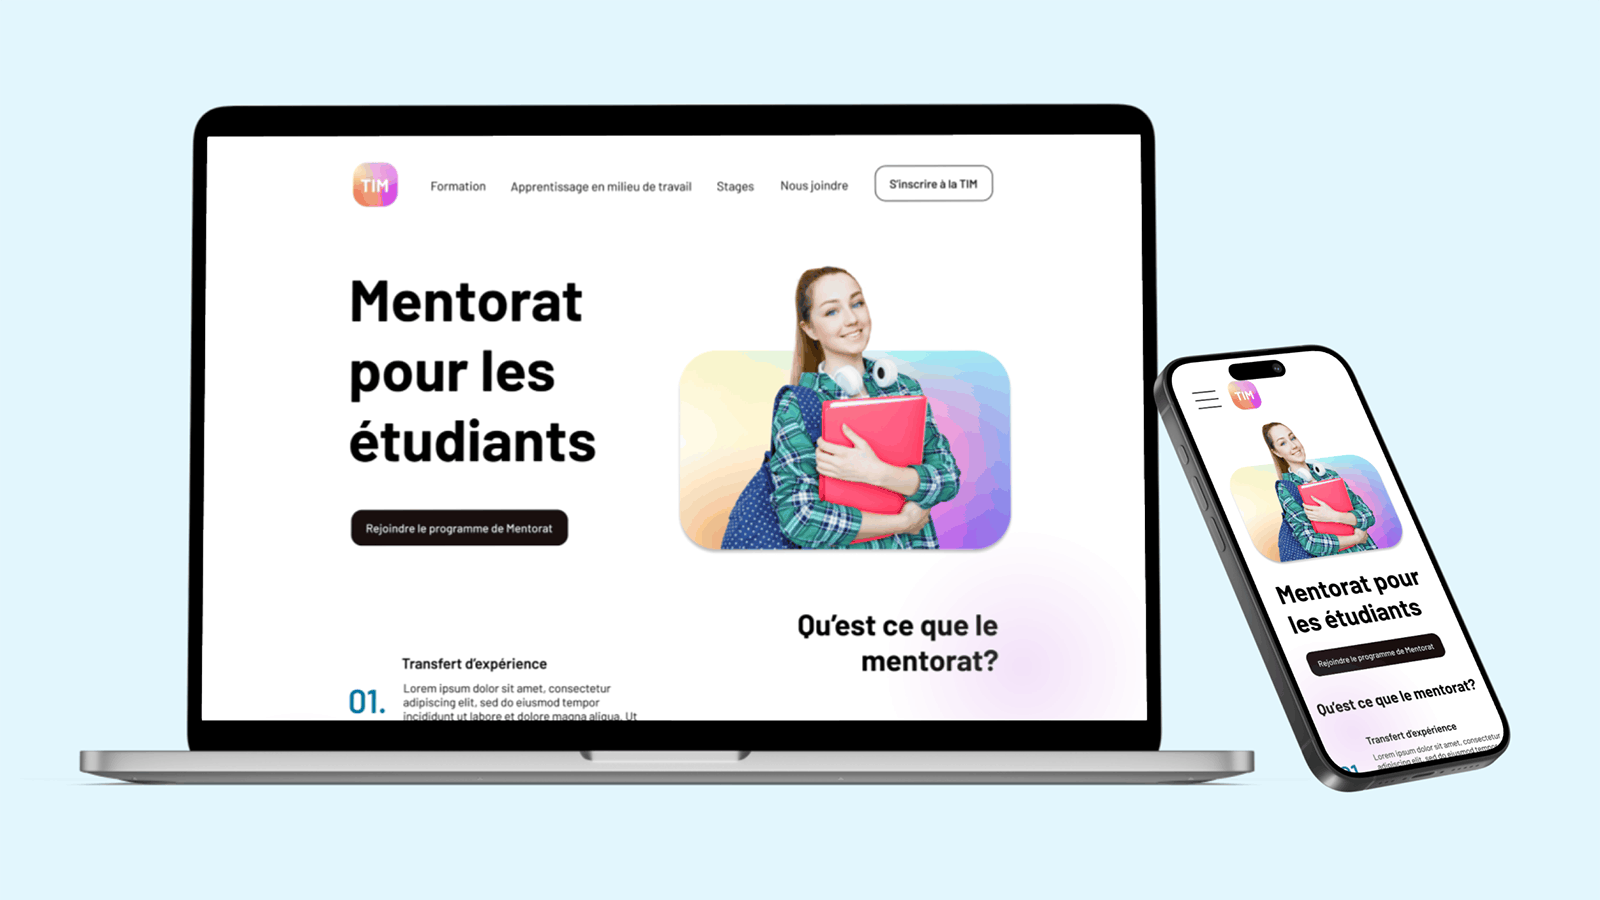 TIM
Formation
Apprentissage en milieu de travail
Stages
Nous joindre
S'inscrire à la TIM
Mentorat
pour les
étudiants
Rejoindre le programme de Mentorat
Qu'est ce que le
mentorat?
01.
Transfert d'expérience
Lorem ipsum dolor sit amet, consectetur
adipiscing elit, sed do eiusmod tempor
incididunt ut labore et dolore magna aliqua. Ut
TIM
Mentorat pour
les étudiants
Rejoindre le programme de Mentorat
Qu'est ce que le mentorat?
Transfert d'expérience
Lorem ipsum dolor sit amet, consectetur
adipiscing elit, sed do eiusmod tempor
01